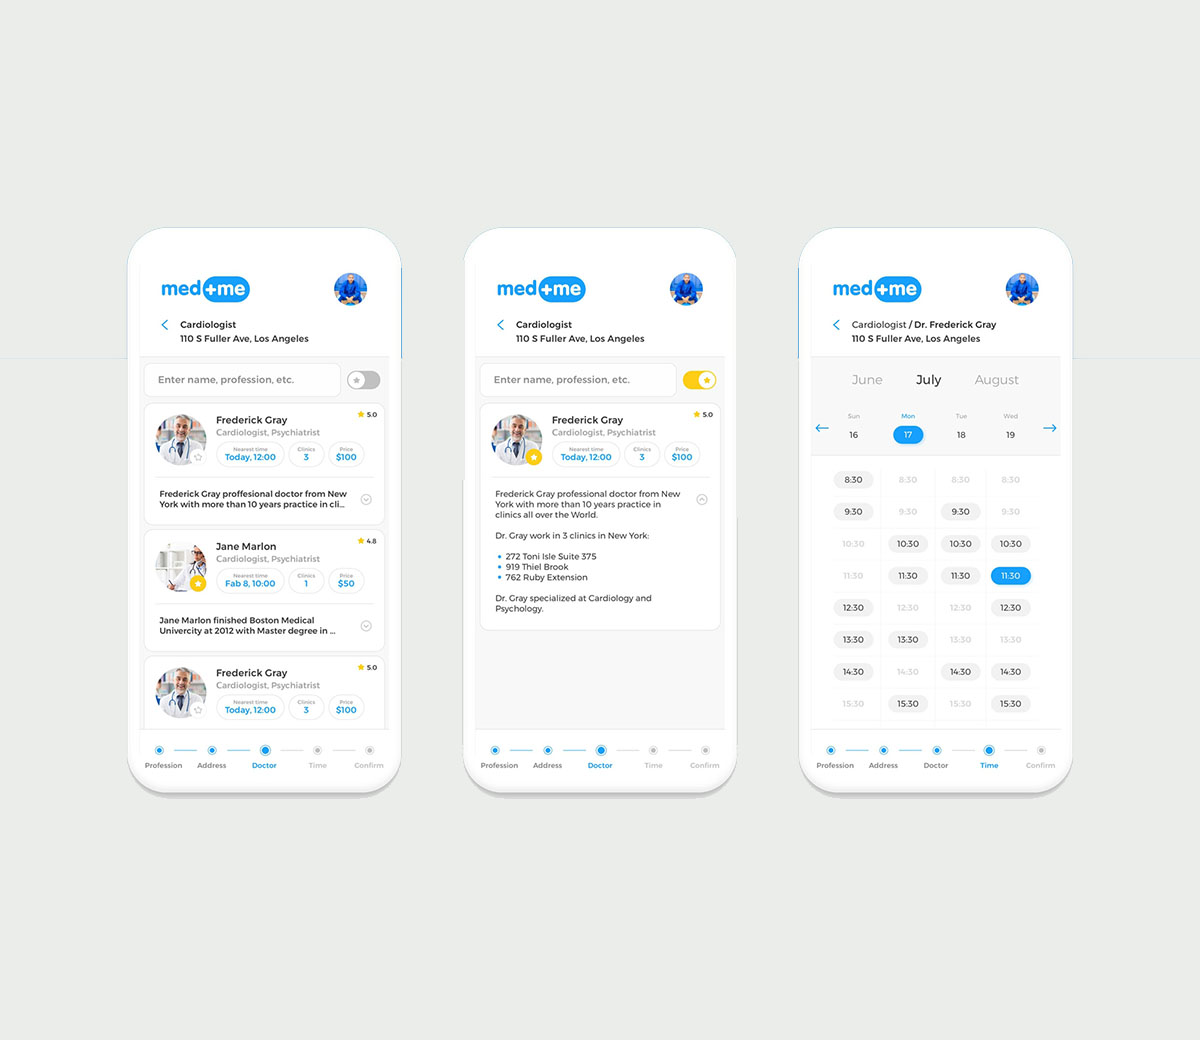 med+me
Cardiologist
110 S Fuller Ave, Los Angeles
Enter name, profession, etc.
5.0
Frederick Gray
Cardiologist, Psychiatrist
Nearest time Clinics Price
Today, 12:00 3 $100
Frederick Gray proffesional doctor from New
York with more than 10 years practice in cli...
4.8
Jane Marlon
Cardiologist, Psychiatrist
Nearest time Clinics Price
Fab 8, 10:00 1 $50
Jane Marlon finished Boston Medical
Univercity at 2012 with Master degree in ...
5.0
Frederick Gray
Cardiologist, Psychiatrist
Nearest time Clinics Price
Today, 12:00 3 $100
Profession Address Doctor Time Confirm
med+me
Cardiologist
110 S Fuller Ave, Los Angeles
Enter name, profession, etc.
5.0
Frederick Gray
Cardiologist, Psychiatrist
Nearest time Clinics Price
Today, 12:00 3 $100
Frederick Gray proffesional doctor from New
York with more than 10 years practice in
clinics all over the World.
Dr. Gray work in 3 clinics in New York:
272 Toni Isle Suite 375
919 Thiel Brook
762 Ruby Extension
Dr. Gray specialized at Cardiology and
Psychology.
Profession Address Doctor Time Confirm
med+me
Cardiologist / Dr. Frederick Gray
110 S Fuller Ave, Los Angeles
June July August
Sun Mon Tue Wed
16 17 18 19
8:30 8:30 8:30 8:30
9:30 9:30 9:30 9:30
10:30 10:30 10:30 10:30
11:30 11:30 11:30 11:30
12:30 12:30 12:30 12:30
13:30 13:30 13:30 13:30
14:30 14:30 14:30 14:30
15:30 15:30 15:30 15:30
Profession Address Doctor Time Confirm